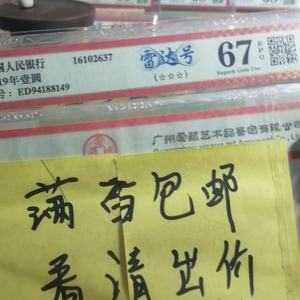 国人民银行 16102637 雷达号 67 EPQ
19年壹圆 (☆☆☆) Superb Gem Unc
号: ED94188149
广州爱藏艺术品鉴定有限公司
满百包邮
看清出价